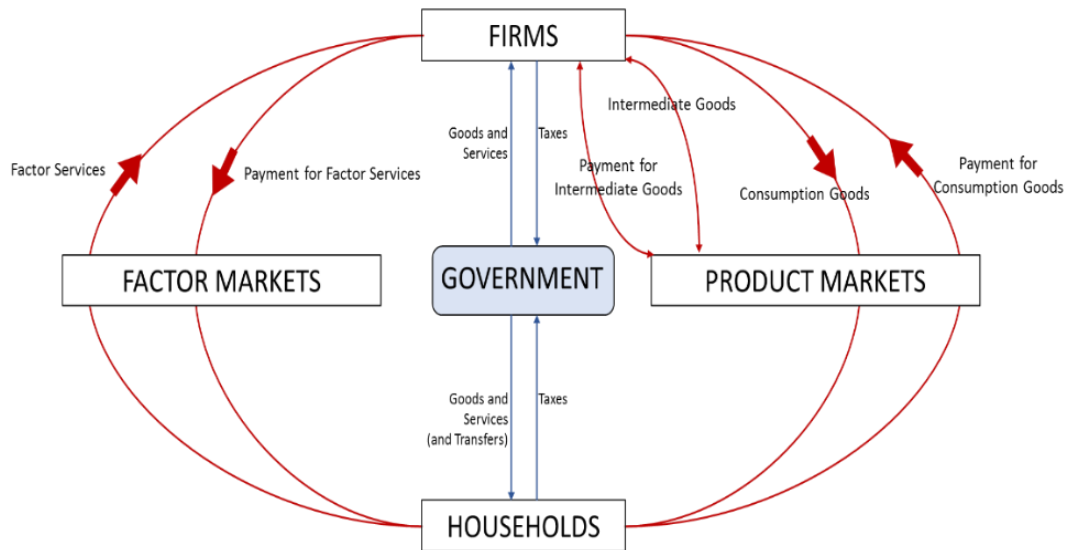 FIRMS
Intermediate Goods
Goods and
Services
Taxes
Factor Services
Payment for Factor Services
Payment for
Intermediate Goods
Consumption Goods
Payment for
Consumption Goods
FACTOR MARKETS
GOVERNMENT
PRODUCT MARKETS
Goods and
Services
(and Transfers)
Taxes
HOUSEHOLDS